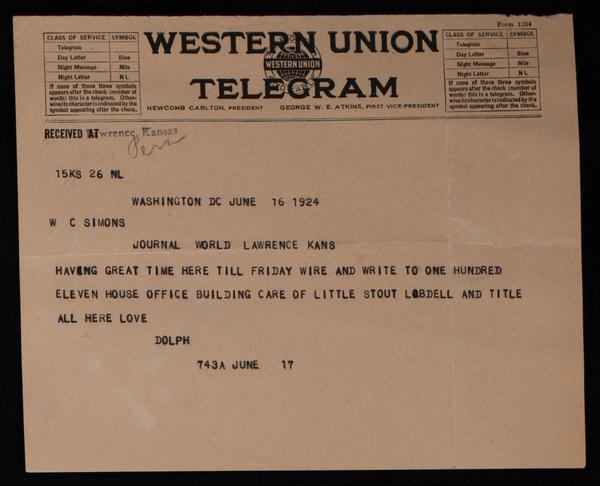 Form 1204
CLASS OF SERVICE SYMBOL
Telegram
Day Letter Blue
Night Message Nite
Night Letter N L
If none of these three symbols
appears after the check (number of
words) this is a telegram. Other-
wise its character is indicated by the
symbol appearing after the check.
WESTERN UNION
WESTERN UNION
TELEGRAM
NEWCOMB CARLTON, PRESIDENT GEORGE W. E. ATKINS, FIRST VICE-PRESIDENT
CLASS OF SERVICE SYMBOL
Telegram
Day Letter Blue
Night Message Nite
Night Letter N L
If none of these three symbols
appears after the check (number of
words) this is a telegram. Other-
wise its character is indicated by the
symbol appearing after the check.
RECEIVED AT Lawrence, Kansas
Pers
15KS 26 NL
WASHINGTON DC JUNE 16 1924
W C SIMONS
JOURNAL WORLD LAWRENCE KANS
HAVING GREAT TIME HERE TILL FRIDAY WIRE AND WRITE TO ONE HUNDRED
ELEVEN HOUSE OFFICE BUILDING CARE OF LITTLE STOUT LOBDELL AND TITLE
ALL HERE LOVE
DOLPH
743A JUNE 17